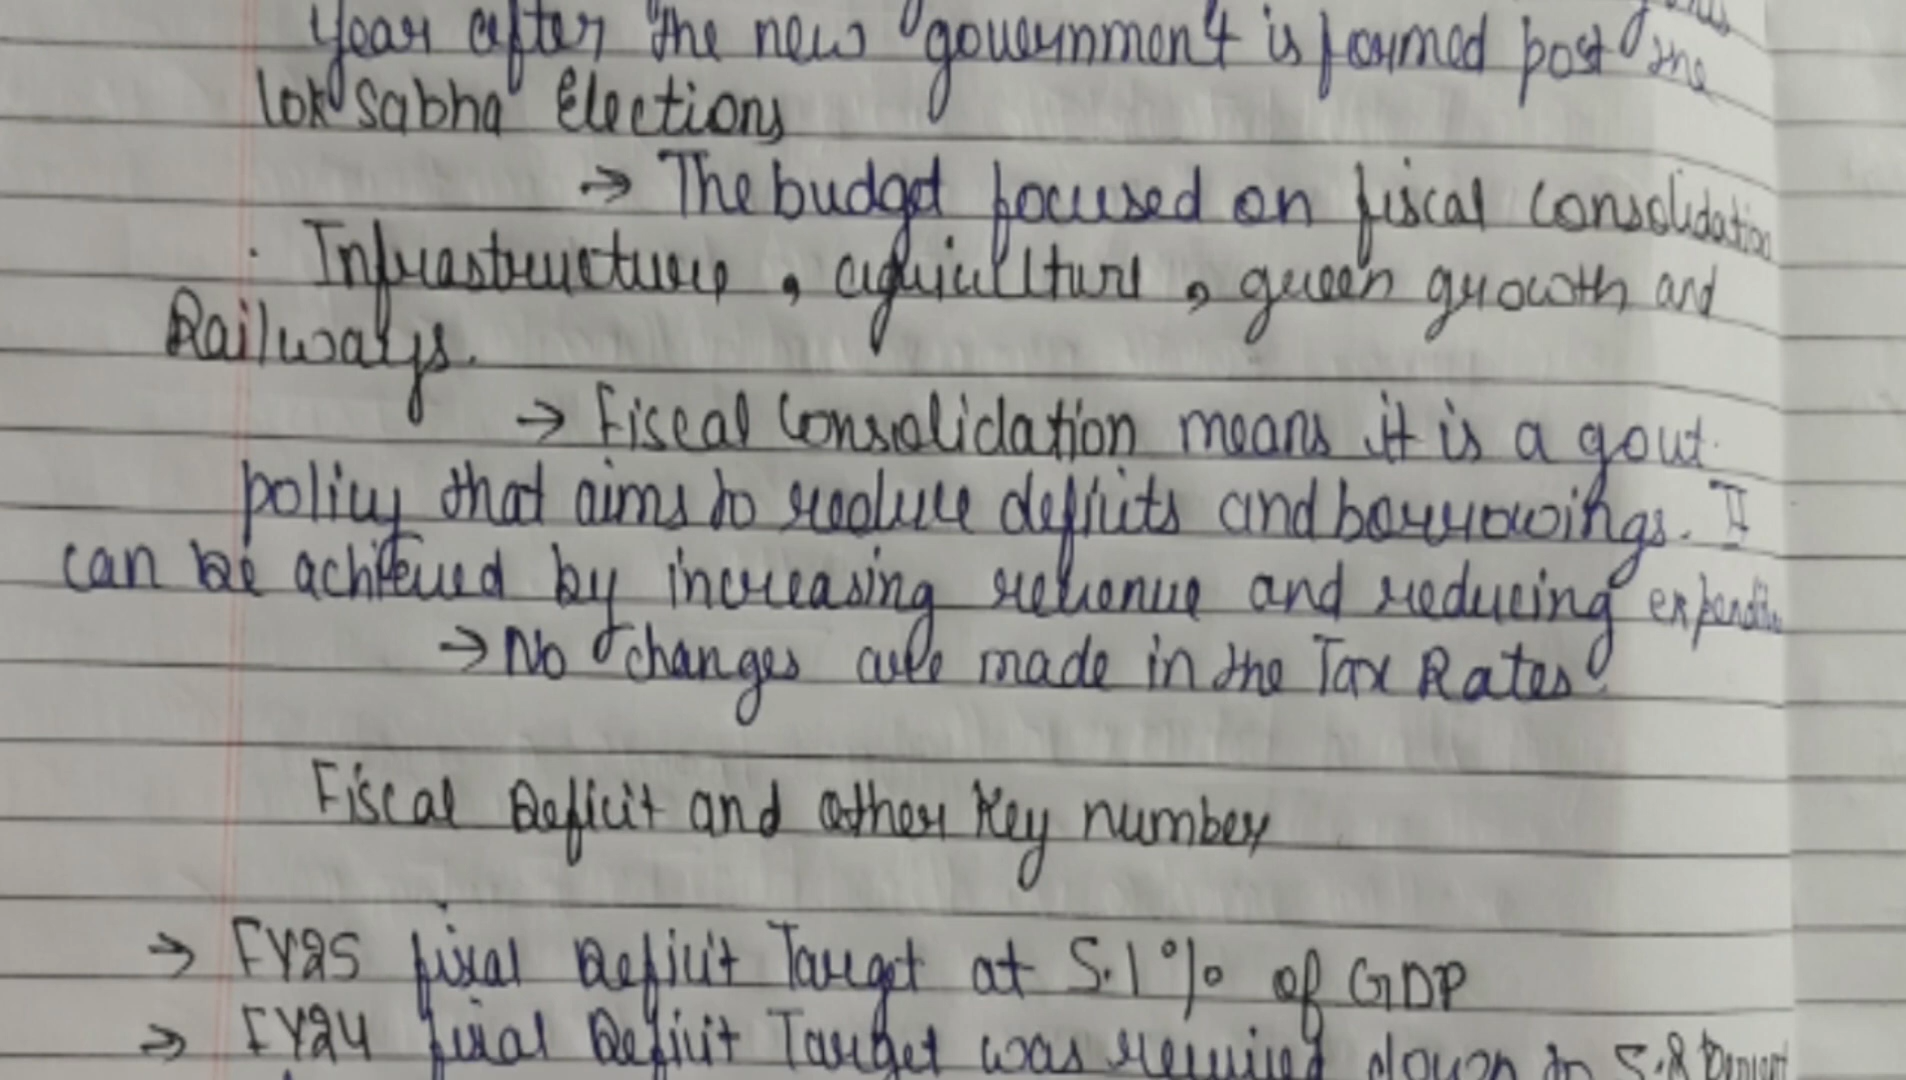 year after the new government is formed post the
lok sabha Elections
→ The budget focused on fiscal consolidation
Infrastructure, agriculture, green growth and
Railways.
→ Fiscal Consolidation means it is a govt.
policy that aims to reduce deficits and borrowings. It
can be achieved by increasing revenue and reducing
→ No changes are made in the Tax Rates.
Fiscal Deficit and other Key number
→ FY25 fiscal Deficit Target at 5.1% of GDP
→ FY24 fiscal Deficit Target was revised down to 5.8 percent